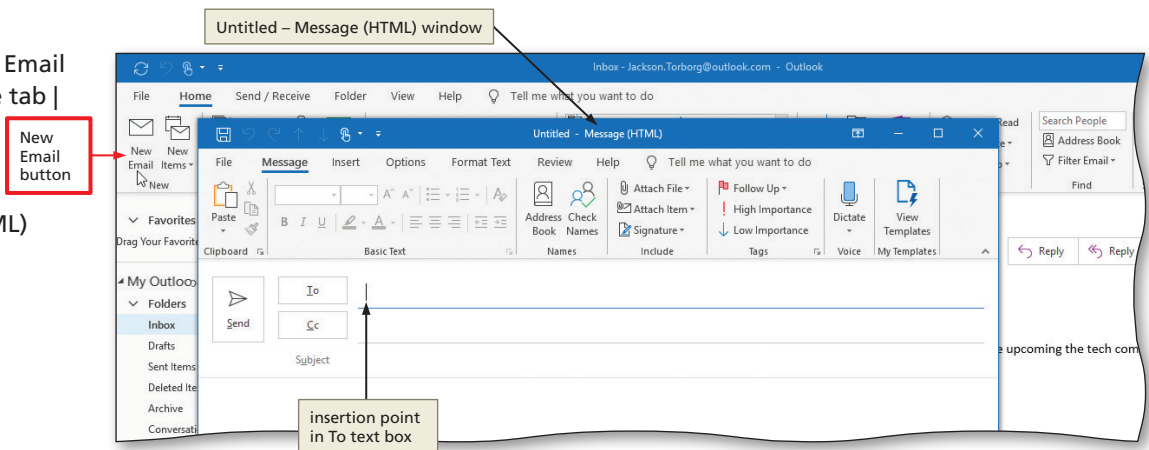 Untitled – Message (HTML) window
Email
tab |
New
Email
button
ML)
Inbox - Jackson.Torborg@outlook.com - Outlook
File Home Send / Receive Folder View Help Tell me what you want to do
New Email
New Items
New
Read
Search People
Address Book
Filter Email
Find
Untitled - Message (HTML)
File Message Insert Options Format Text Review Help Tell me what you want to do
Paste
Clipboard
B I U
Basic Text
Address Book
Check Names
Names
Attach File
Attach Item
Signature
Include
Follow Up
High Importance
Low Importance
Tags
Dictate
Voice
View Templates
My Templates
Favorites
Drag Your Favorite
My Outloo
Folders
Inbox
Drafts
Sent Items
Deleted Ite
Archive
Conversati
Send
To
Cc
Subject
Reply Reply
upcoming the tech com
insertion point
in To text box